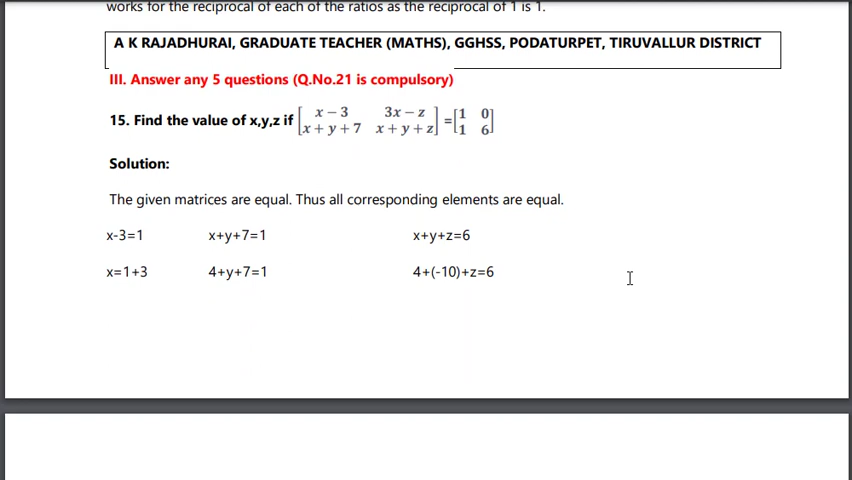 works for the reciprocal of each of the ratios as the reciprocal of 1 is 1.
A K RAJADHURAI, GRADUATE TEACHER (MATHS), GGHSS, PODATURPET, TIRUVALLUR DISTRICT
III. Answer any 5 questions (Q.No.21 is compulsory)
15. Find the value of x,y,z if [x − 3 3x − z
x + y + 7 x + y + z] =[1 0
1 6]
Solution:
The given matrices are equal. Thus all corresponding elements are equal.
x-3=1 x+y+7=1 x+y+z=6
x=1+3 4+y+7=1 4+(-10)+z=6